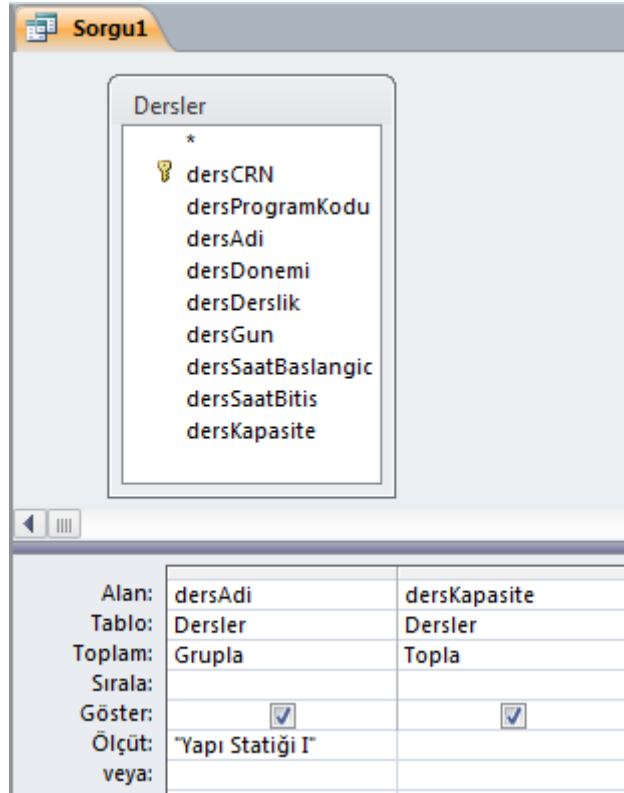 Sorgu1
Dersler
*
dersCRN
dersProgramKodu
dersAdi
dersDonemi
dersDerslik
dersGun
dersSaatBaslangic
dersSaatBitis
dersKapasite
Alan: dersAdi dersKapasite
Tablo: Dersler Dersler
Toplam: Grupla Topla
Sırala:
Göster:
Ölçüt: "Yapı Statiği I"
veya: